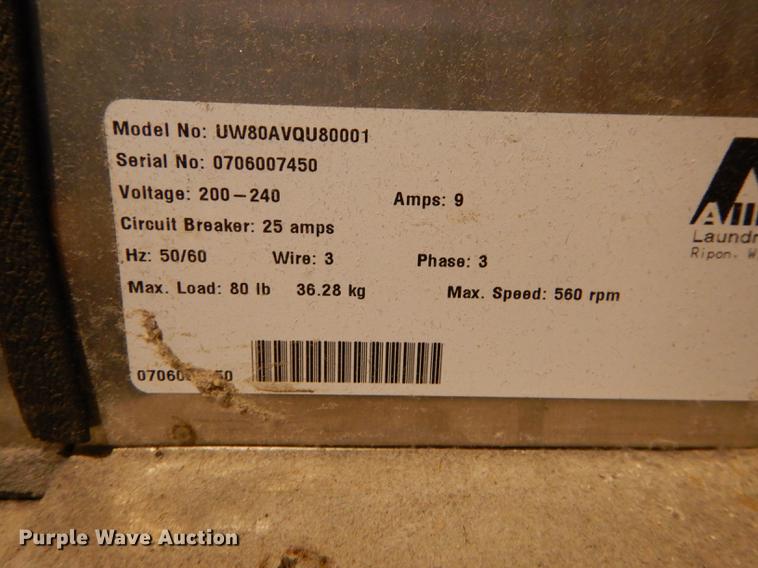 Model No: UW80AVQU80001
Serial No: 0706007450
Voltage: 200-240 Amps: 9
Circuit Breaker: 25 amps
Hz: 50/60 Wire: 3 Phase: 3
Max. Load: 80 lb 36.28 kg Max. Speed: 560 rpm
Ripon, W
Purple Wave Auction